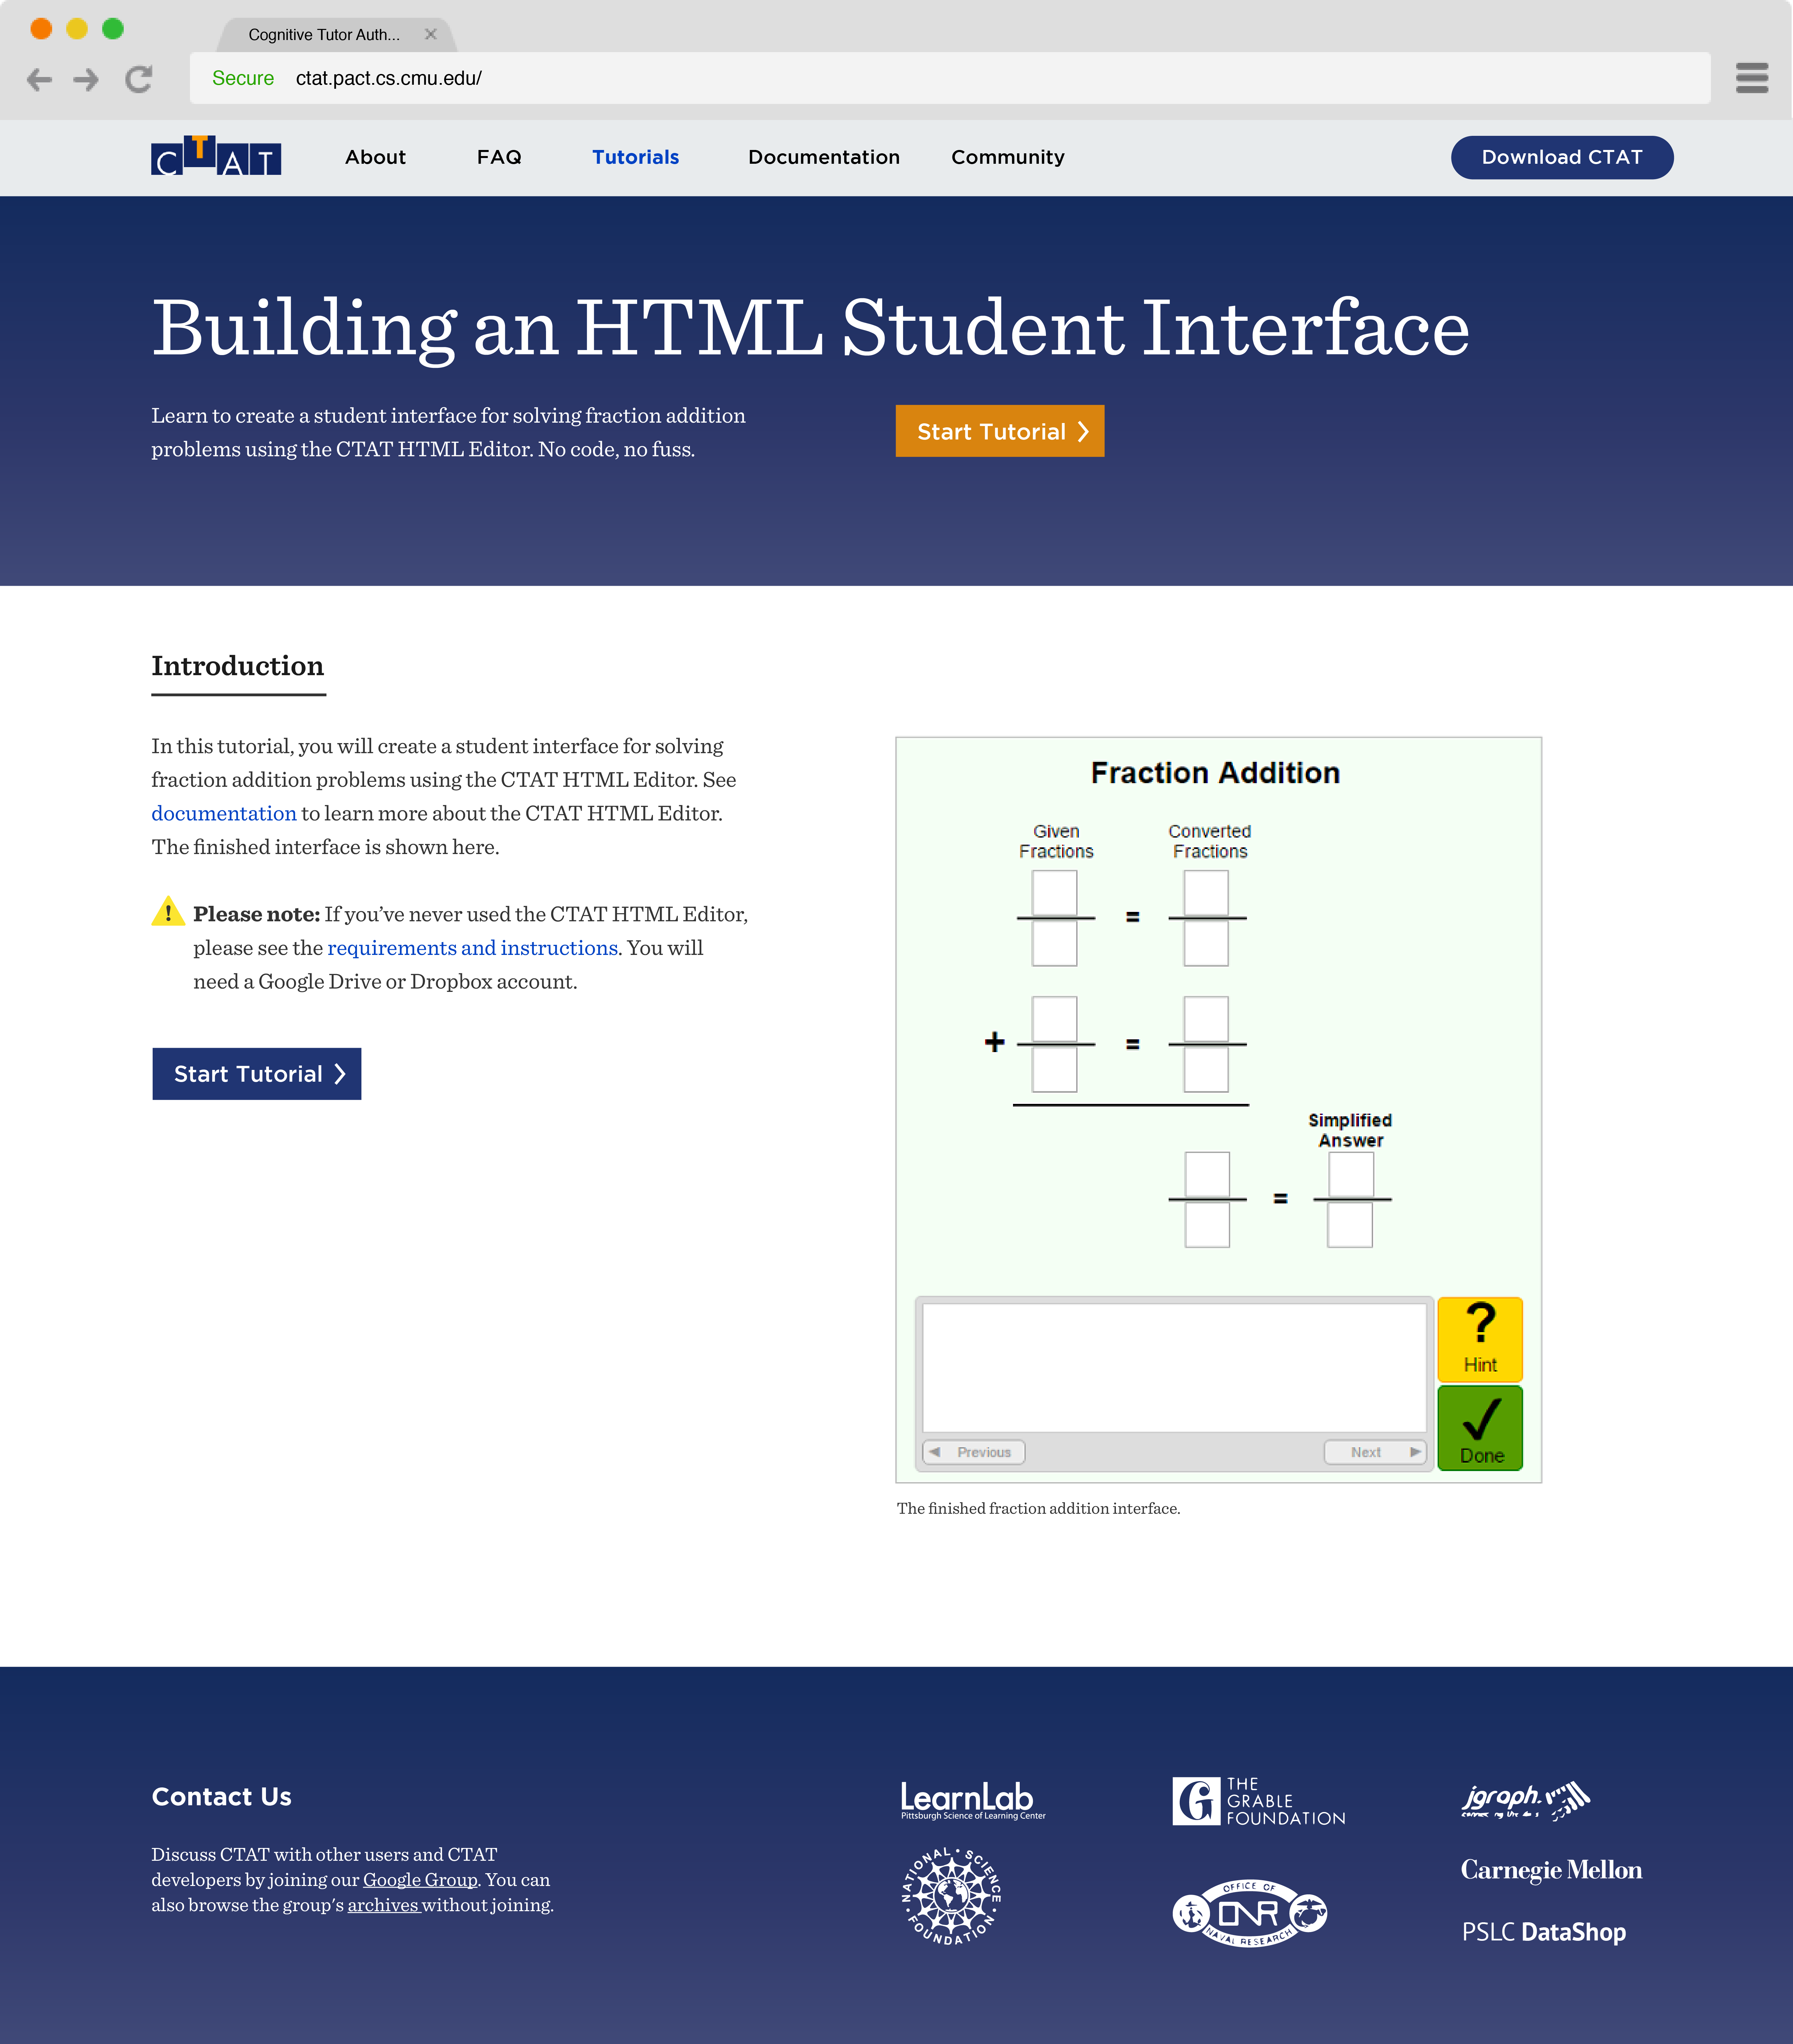 Cognitive Tutor Auth...
Secure ctat.pact.cs.cmu.edu/
CTAT
About FAQ Tutorials Documentation Community Download CTAT
Building an HTML Student Interface
Learn to create a student interface for solving fraction addition
problems using the CTAT HTML Editor. No code, no fuss.
Start Tutorial
Introduction
In this tutorial, you will create a student interface for solving
fraction addition problems using the CTAT HTML Editor. See
documentation to learn more about the CTAT HTML Editor.
The finished interface is shown here.
! Please note: If you’ve never used the CTAT HTML Editor,
please see the requirements and instructions. You will
need a Google Drive or Dropbox account.
Start Tutorial
Fraction Addition
Given
Fractions
Converted
Fractions
=
+ =
Simplified
Answer
=
?
Hint
Done
Previous Next
The finished fraction addition interface.
Contact Us
Discuss CTAT with other users and CTAT
developers by joining our Google Group. You can
also browse the group's archives without joining.
LearnLab
Pittsburgh Science of Learning Center
NATIONAL SCIENCE FOUNDATION
G THE
GRABLE
FOUNDATION
OFFICE OF
ONR
NAVAL RESEARCH
jgraph.
Carnegie Mellon
PSLC DataShop